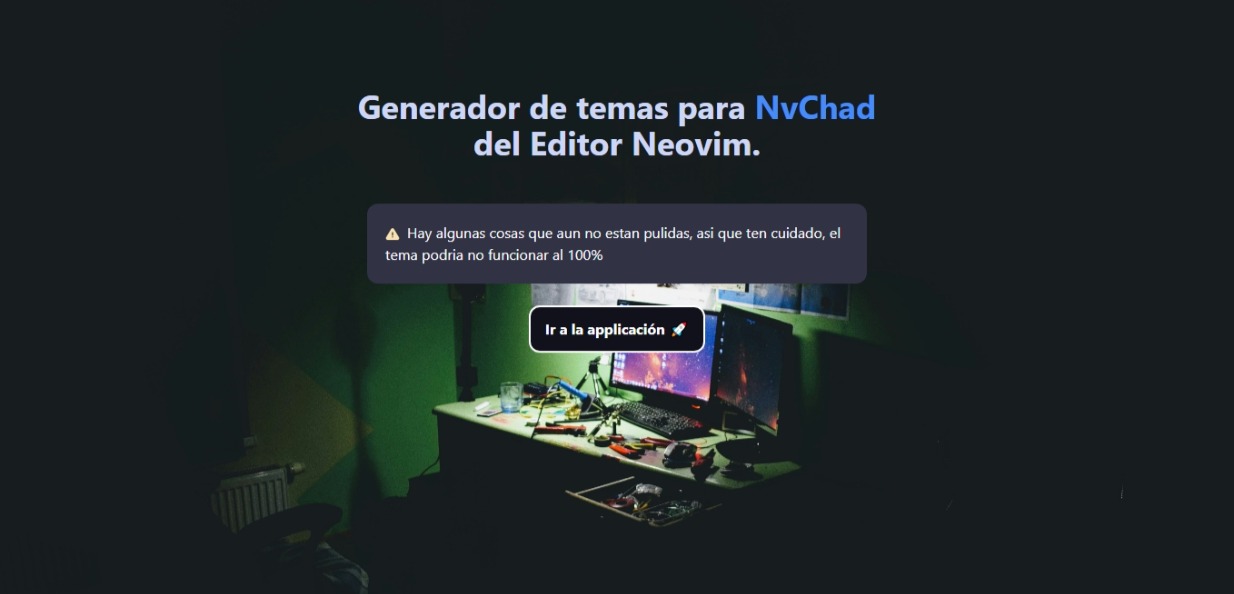 Generador de temas para NvChad
del Editor Neovim.
⚠️ Hay algunas cosas que aun no estan pulidas, asi que ten cuidado, el
tema podria no funcionar al 100%
Ir a la applicación 🚀